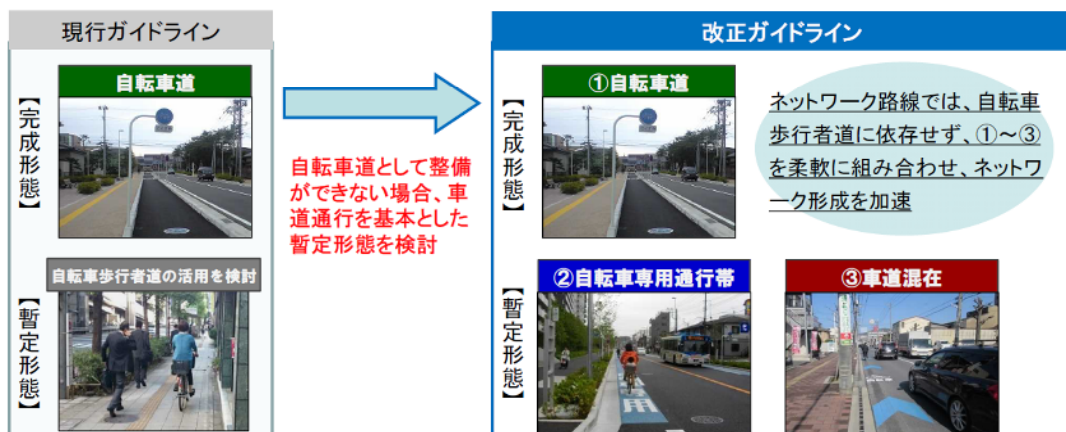 現行ガイドライン
自転車道
【完成形態】
自転車歩行者道の活用を検討
【暫定形態】
自転車道として整備
ができない場合、車
道通行を基本とした
暫定形態を検討
改正ガイドライン
①自転車道
【完成形態】
ネットワーク路線では、自転車
歩行者道に依存せず、①～③
を柔軟に組み合わせ、ネットワ
ーク形成を加速
②自転車専用通行帯
③車道混在
【暫定形態】